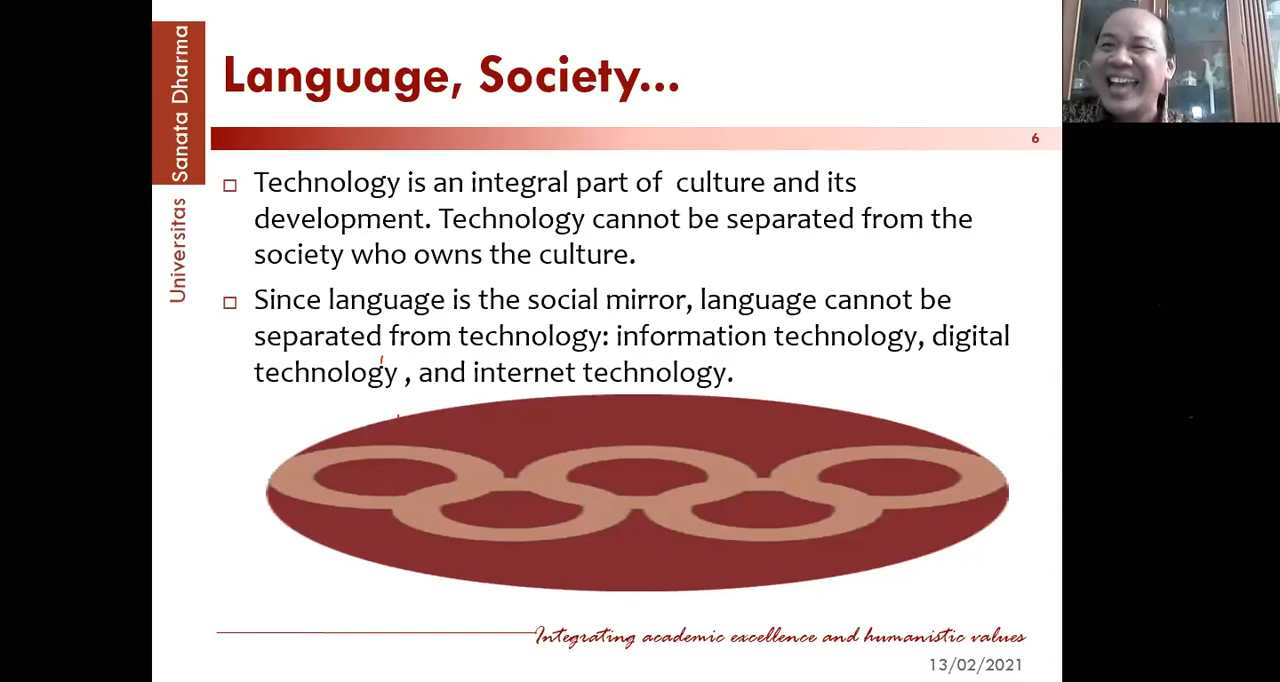 Universitas Sanata Dharma
Language, Society...
6
Technology is an integral part of culture and its
development. Technology cannot be separated from the
society who owns the culture.
Since language is the social mirror, language cannot be
separated from technology: information technology, digital
technology , and internet technology.
Integrating academic excellence and humanistic values
13/02/2021